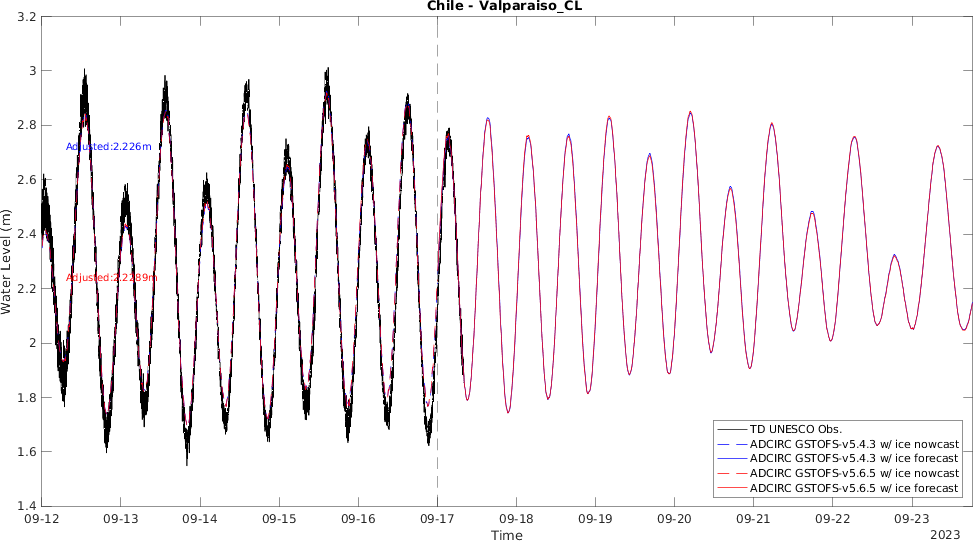 Chile - Valparaiso_CL
3.2
3
2.8
2.6
2.4
2.2
2
1.8
1.6
1.4
Water Level (m)
Adjusted:2.226m
Adjusted:2.2289m
TD UNESCO Obs.
ADCIRC GSTOFS-v5.4.3 w/ ice nowcast
ADCIRC GSTOFS-v5.4.3 w/ ice forecast
ADCIRC GSTOFS-v5.6.5 w/ ice nowcast
ADCIRC GSTOFS-v5.6.5 w/ ice forecast
09-12 09-13 09-14 09-15 09-16 09-17 09-18 09-19 09-20 09-21 09-22 09-23
Time
2023